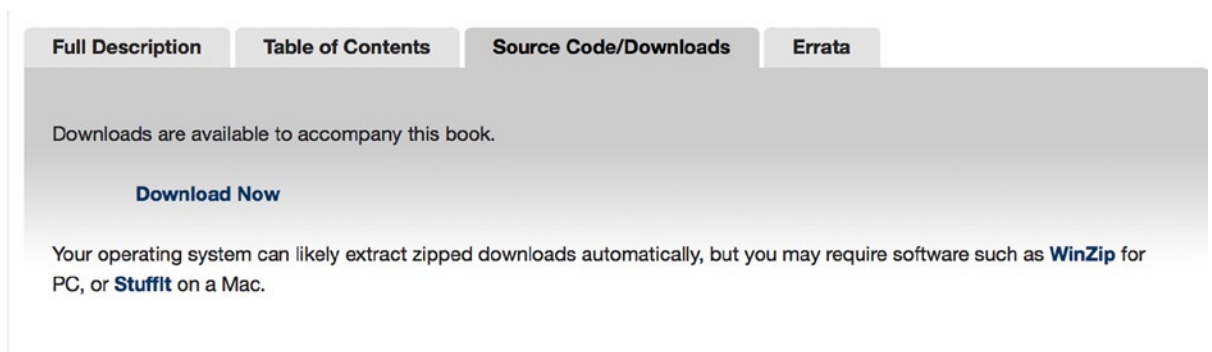 Full Description Table of Contents Source Code/Downloads Errata
Downloads are available to accompany this book.
Download Now
Your operating system can likely extract zipped downloads automatically, but you may require software such as WinZip for
PC, or StuffIt on a Mac.